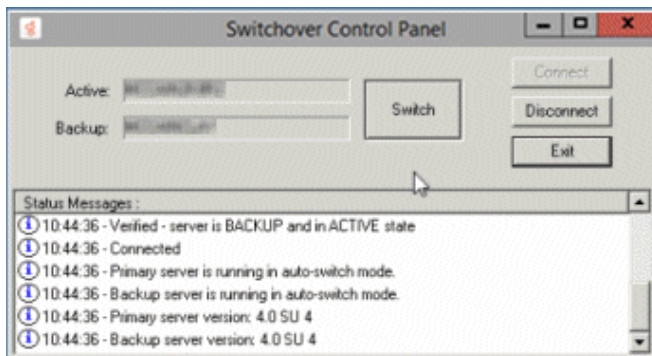 Switchover Control Panel
Connect
Active:
Switch
Disconnect
Backup:
Exit
Status Messages :
10:44:36 - Verified - server is BACKUP and in ACTIVE state
10:44:36 - Connected
10:44:36 - Primary server is running in auto-switch mode.
10:44:36 - Backup server is running in auto-switch mode.
10:44:36 - Primary server version: 4.0 SU 4
10:44:36 - Backup server version: 4.0 SU 4